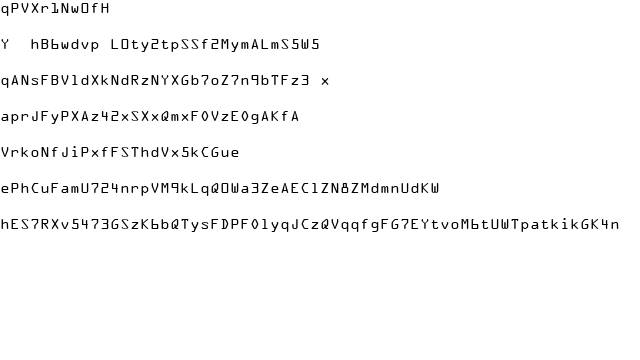 qPVXr1NwOfH
Y  hB6wdvp LOty2tpSSf2MymALmS5W5
qANsFBV1dXkNdRzNYXGb7oZ7n9bTFz3 x
aprJFyPXAz42xSXxQmxF0VzE0gAKfA
VrkoNfJiPxfFSThdVx5kCGue
ePhCuFamU724nrpVM9kLqQOWa3ZeAEC1ZN8ZMdmnUdKW
hES7RXv5473GSzK6bQTysFDPF01yqJCzQVqqfgFG7EYtvoM6tUWTpatkikGK4n